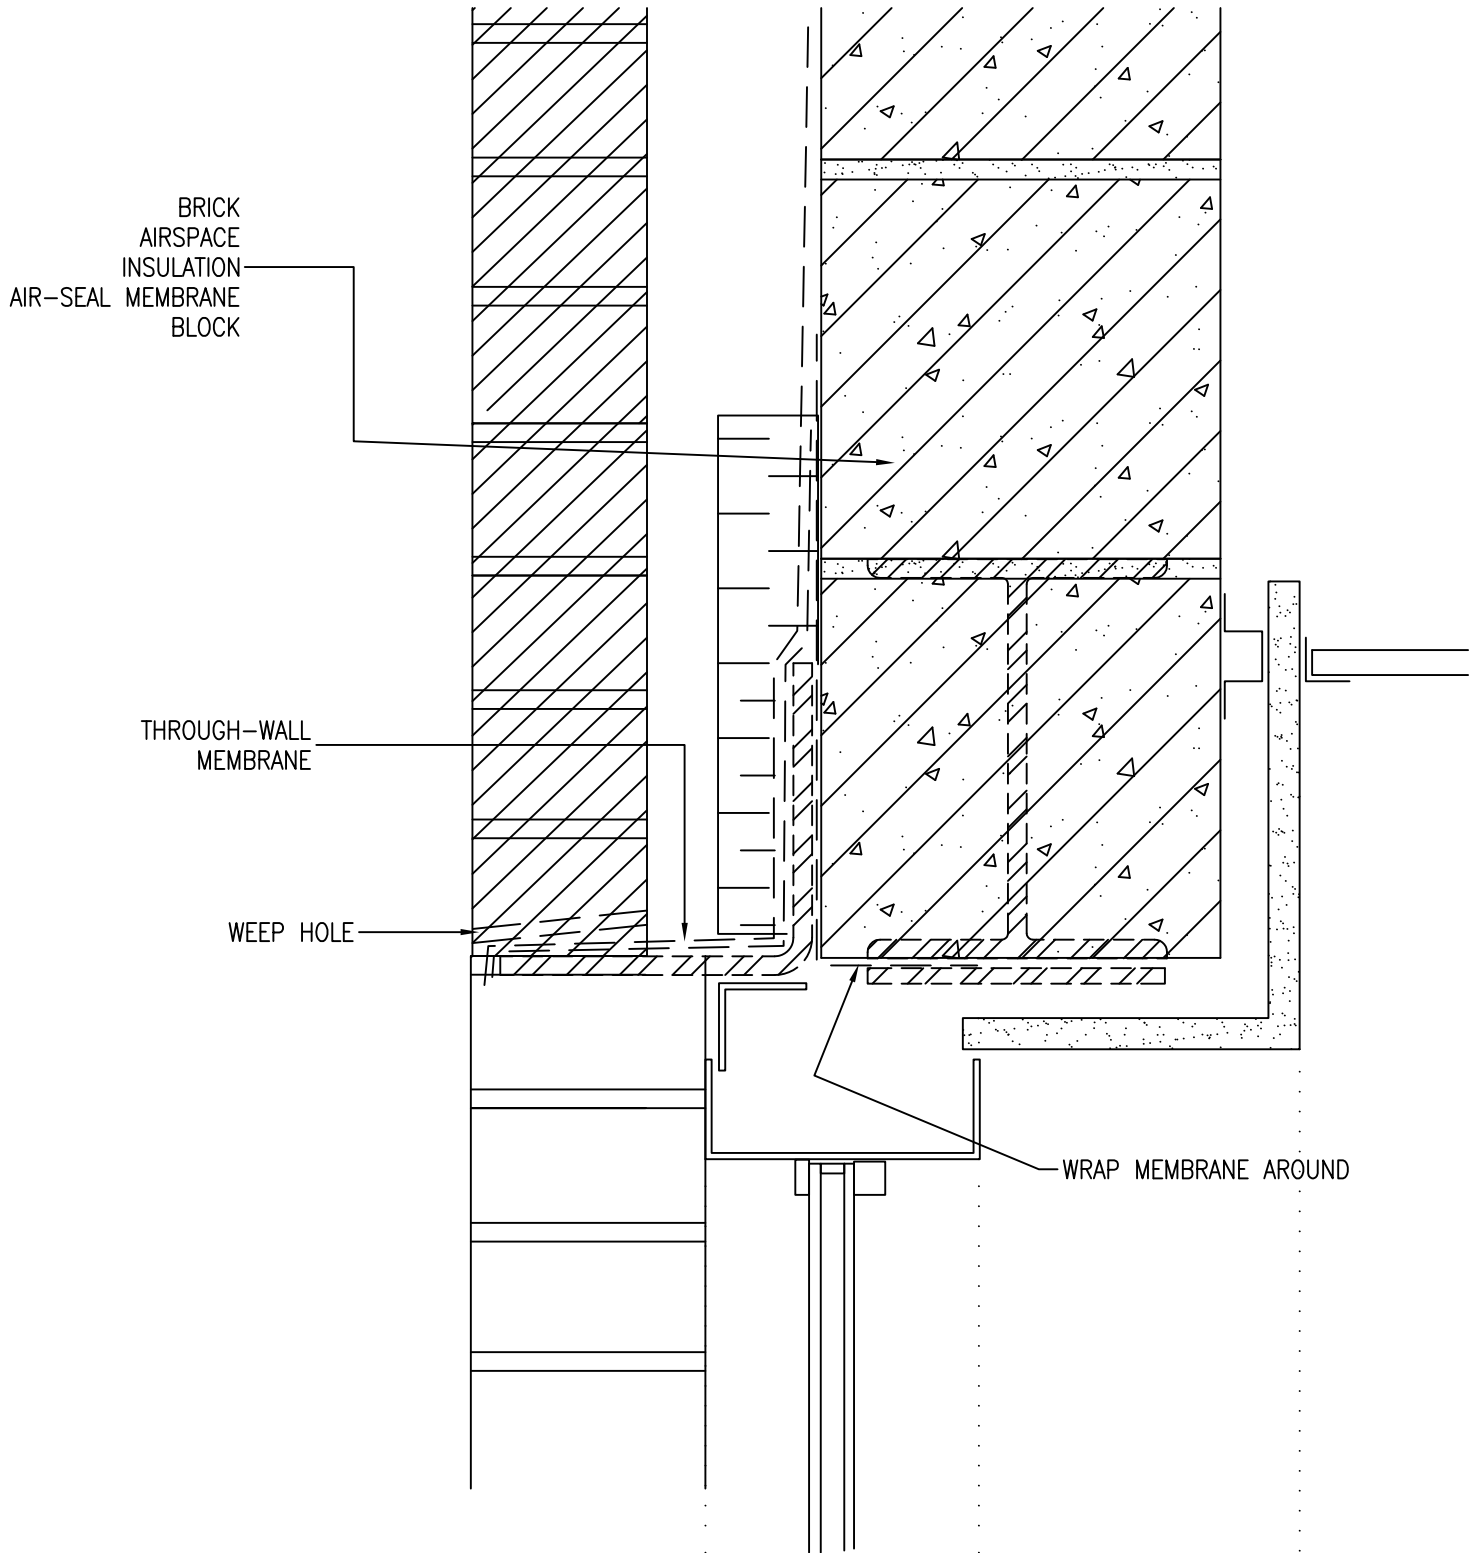 BRICK
AIRSPACE
INSULATION
AIR-SEAL MEMBRANE
BLOCK
THROUGH-WALL
MEMBRANE
WEEP HOLE
WRAP MEMBRANE AROUND